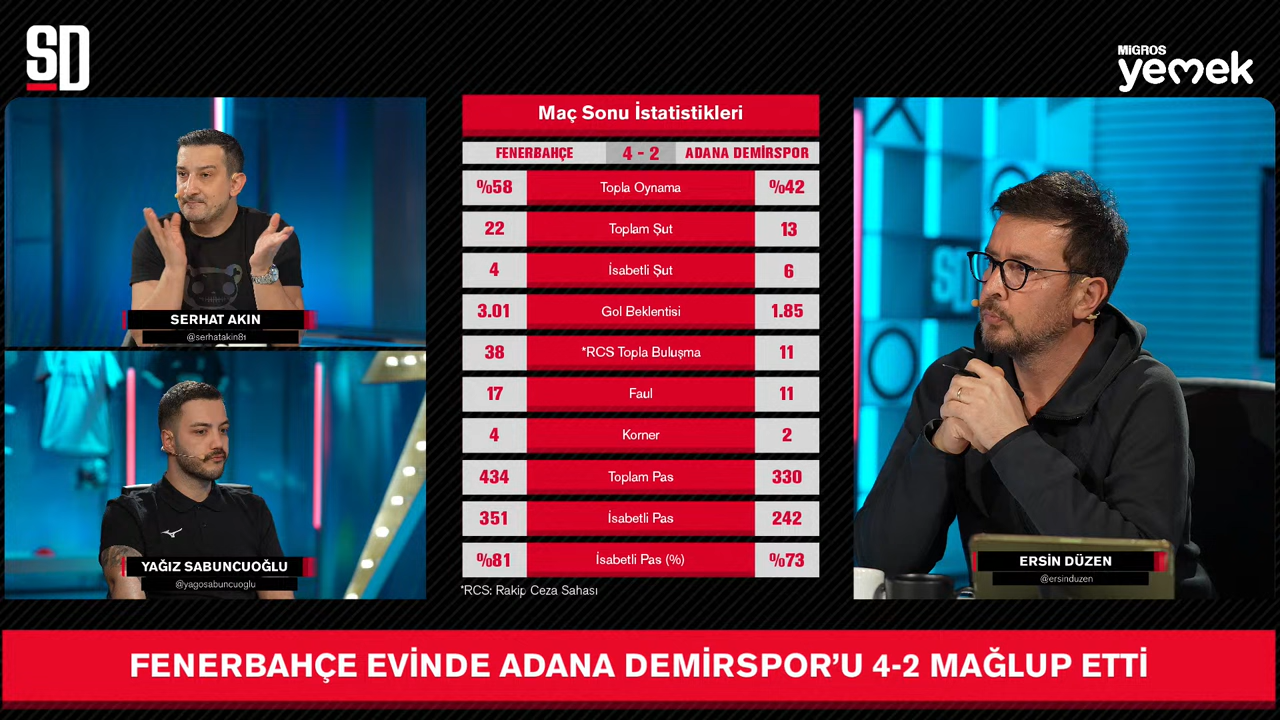 SD
MiGROS
yemek
Maç Sonu İstatistikleri
FENERBAHÇE 4 - 2 ADANA DEMİRSPOR
%58 Topla Oynama %42
22 Toplam Şut 13
4 İsabetli Şut 6
3.01 Gol Beklentisi 1.85
38 *RCS Topla Buluşma 11
17 Faul 11
4 Korner 2
434 Toplam Pas 330
351 İsabetli Pas 242
%81 İsabetli Pas (%) %73
*RCS: Rakip Ceza Sahası
SERHAT AKIN
@serhatakin81
YAĞIZ SABUNCUOĞLU
@yagosabuncuoglu
SD
ERSİN DÜZEN
@ersinduzen
FENERBAHÇE EVİNDE ADANA DEMİRSPOR'U 4-2 MAĞLUP ETTİ